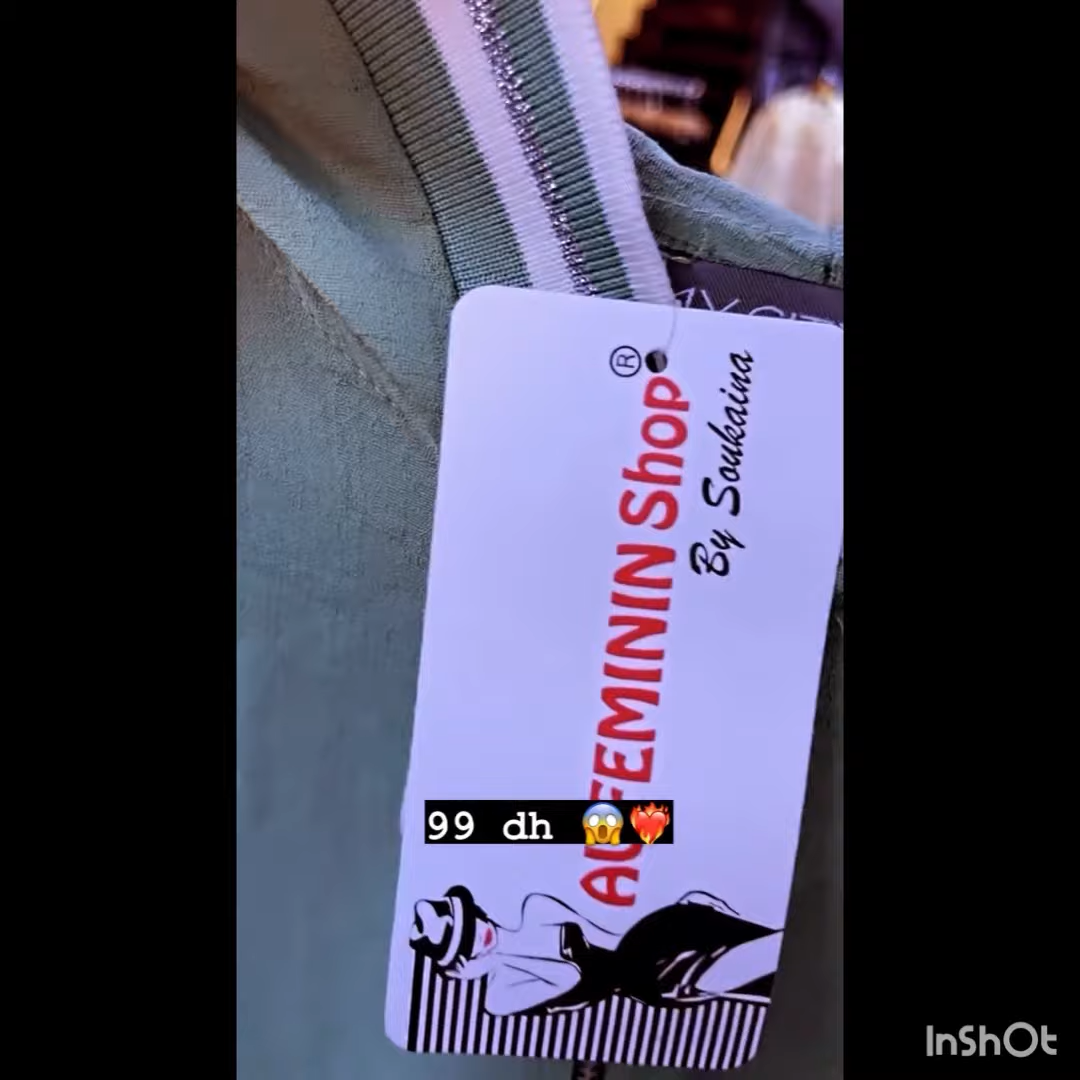 ®
AUFEMININ Shop
By Soukaina
99 dh 😱❤️‍🔥
InShOt